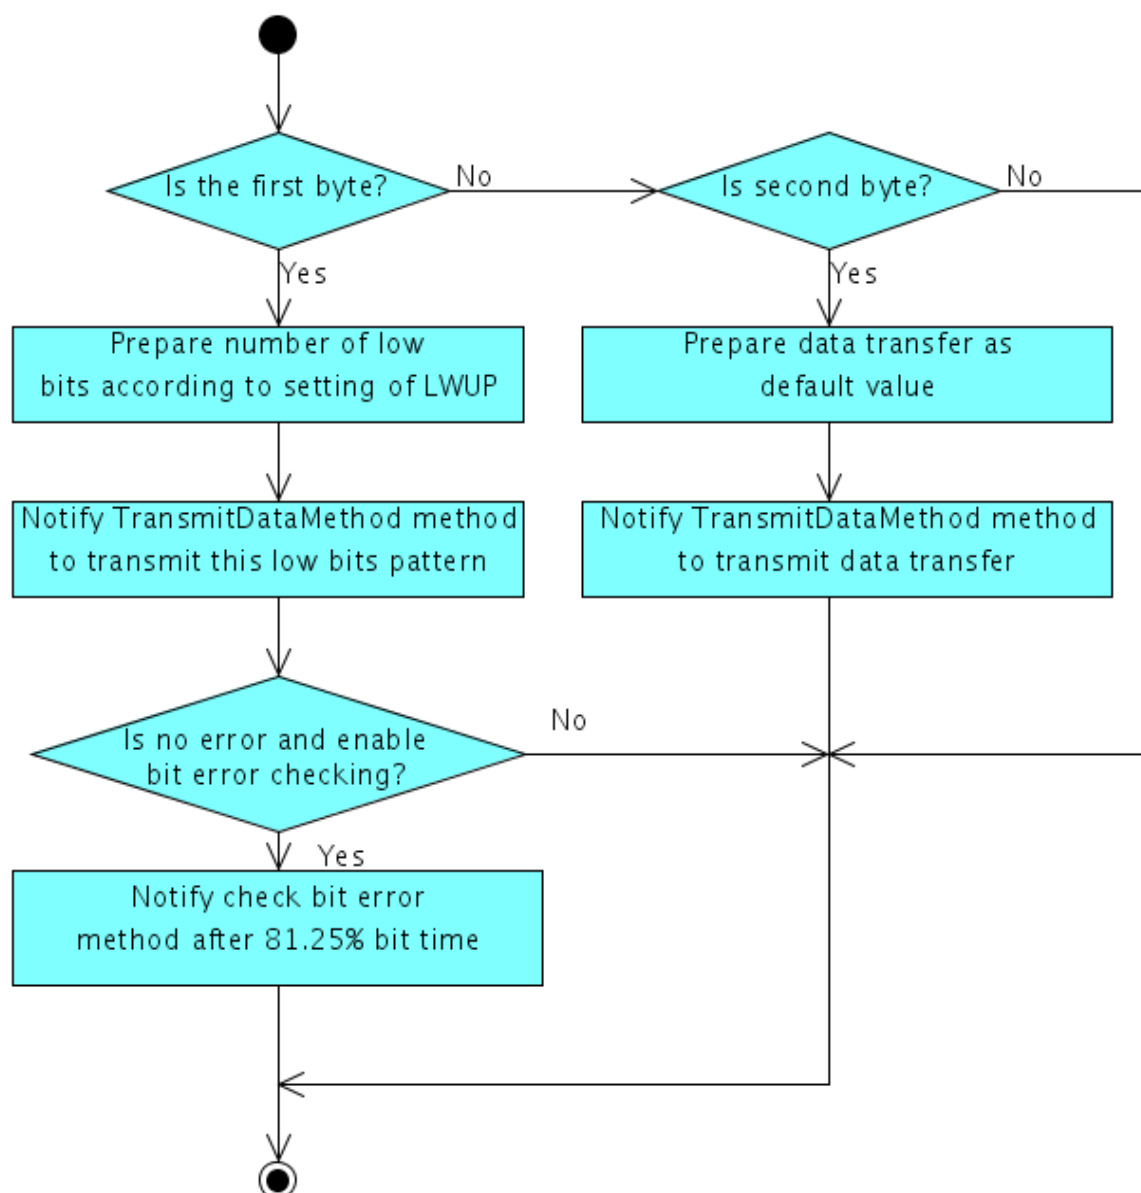 Is the first byte?
No
Is second byte?
No
Yes
Yes
Prepare number of low
bits according to setting of LWUP
Prepare data transfer as
default value
Notify TransmitDataMethod method
to transmit this low bits pattern
Notify TransmitDataMethod method
to transmit data transfer
Is no error and enable
bit error checking?
No
Yes
Notify check bit error
method after 81.25% bit time